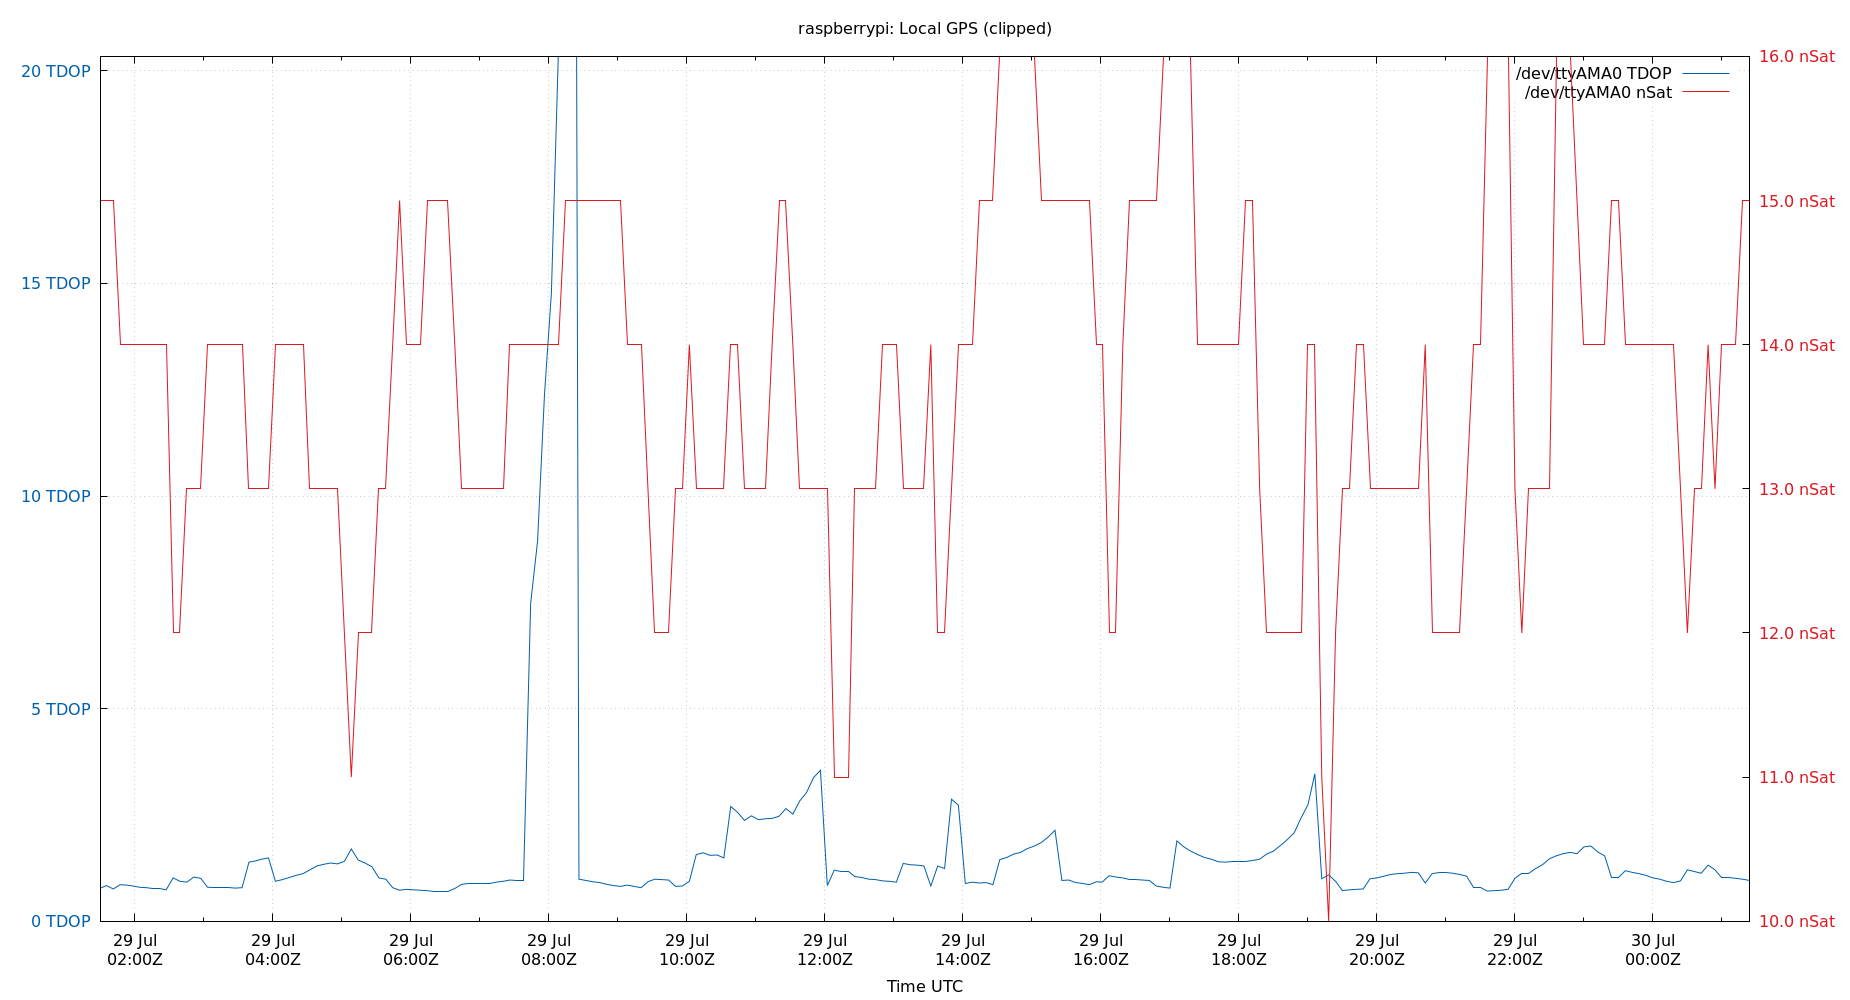 raspberrypi: Local GPS (clipped)
20 TDOP
15 TDOP
10 TDOP
5 TDOP
0 TDOP
16.0 nSat
15.0 nSat
14.0 nSat
13.0 nSat
12.0 nSat
11.0 nSat
10.0 nSat
/dev/ttyAMA0 TDOP
/dev/ttyAMA0 nSat
29 Jul 29 Jul 29 Jul 29 Jul 29 Jul 29 Jul 29 Jul 29 Jul 29 Jul 29 Jul 29 Jul 30 Jul
02:00Z 04:00Z 06:00Z 08:00Z 10:00Z 12:00Z 14:00Z 16:00Z 18:00Z 20:00Z 22:00Z 00:00Z
Time UTC